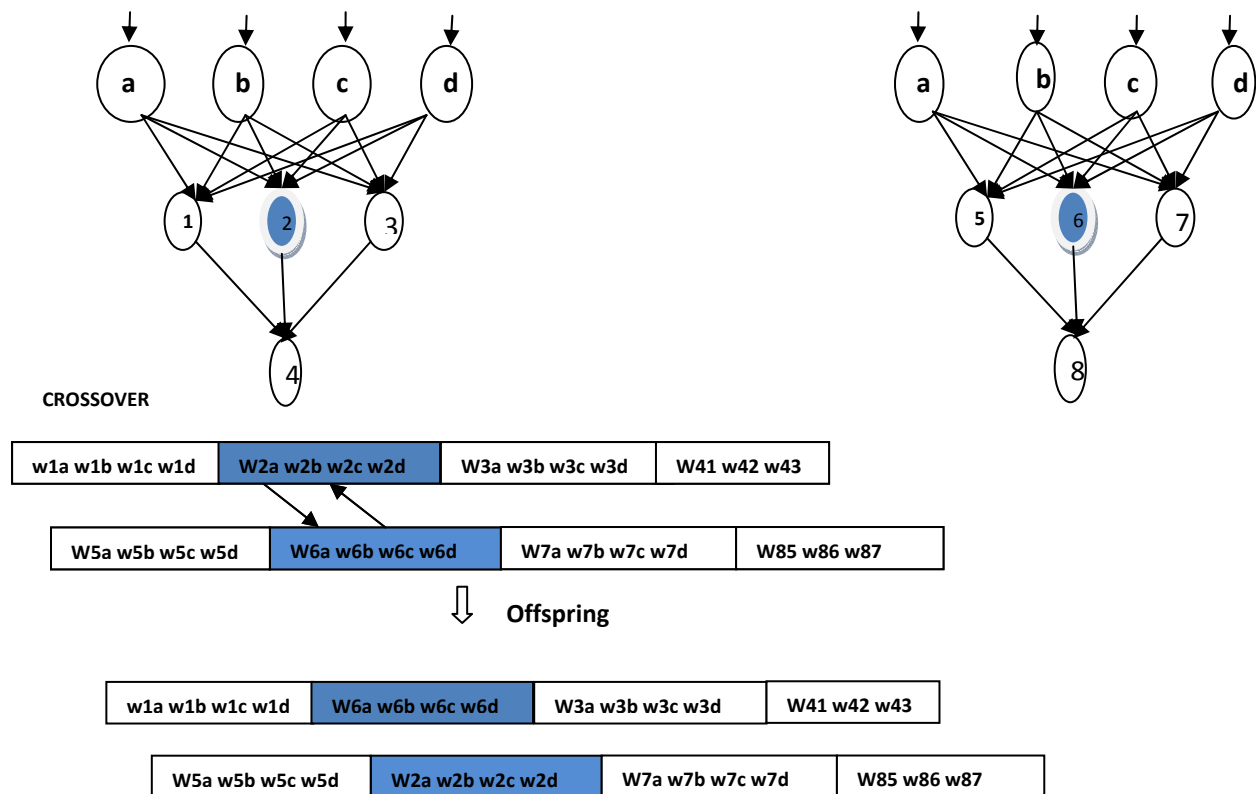 a b c d a b c d
1 2 3 5 6 7
4 8
CROSSOVER
w1a w1b w1c w1d W2a w2b w2c w2d W3a w3b w3c w3d W41 w42 w43
W5a w5b w5c w5d W6a w6b w6c w6d W7a w7b w7c w7d W85 w86 w87
Offspring
w1a w1b w1c w1d W6a w6b w6c w6d W3a w3b w3c w3d W41 w42 w43
W5a w5b w5c w5d W2a w2b w2c w2d W7a w7b w7c w7d W85 w86 w87